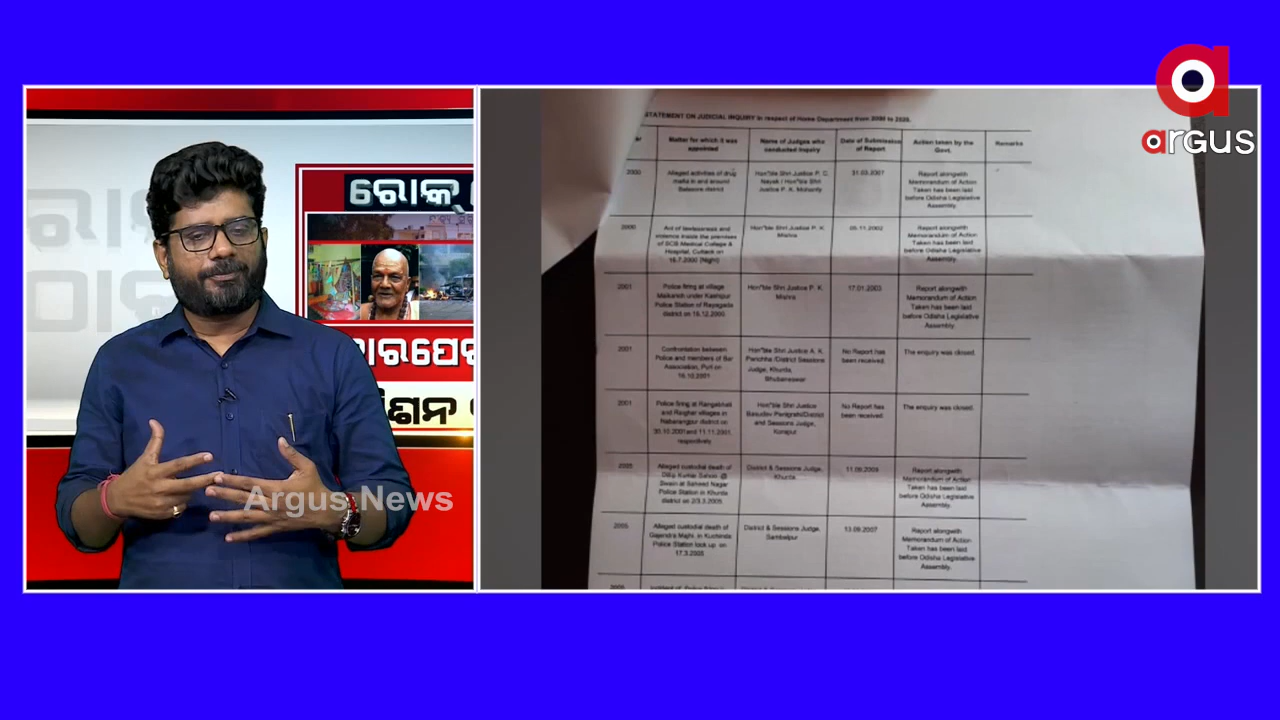 argus
ରୋକ୍
ରୋକ୍
ଠୋକ୍
ାରପେଟ
ିଶନ
Argus News
STATEMENT ON JUDICIAL INQUIRY in respect of Home Department from 2000 to 2020.
Matter for which it was appointed
Name of Judges who conducted Inquiry
Date of Submission of Report
Action taken by the Govt.
Remarks
2000
Alleged activities of drug mafia in and around Balasore district
Hon'ble Shri Justice P. C. Nayak / Hon'ble Shri Justice P. K. Mohanty
31.03.2007
Report alongwith Memorandum of Action Taken has been laid before Odisha Legislative Assembly.
2000
Act of lawlessness and violence inside the premises of SCB Medical College & Hospital, Cuttack on 16.7.2000 (Night)
Hon'ble Shri Justice P. K. Mishra
05.11.2002
Report alongwith Memorandum of Action Taken has been laid before Odisha Legislative Assembly.
2001
Police firing at village Maikanch under Kashipur Police Station of Rayagada district on 16.12.2000
Hon'ble Shri Justice P. K. Mishra
17.01.2003
Report alongwith Memorandum of Action Taken has been laid before Odisha Legislative Assembly.
2001
Confrontation between Police and members of Bar Association, Puri on 16.10.2001
Hon'ble Shri Justice A. K. Parichha /District Sessions Judge, Khurda, Bhubaneswar
No Report has been received.
The enquiry was closed.
2001
Police firing at Rangabhati and Raighar villages in Nabarangpur district on 30.10.2001and 11.11.2001, respectively
Hon'ble Shri Justice Basudev Panigrahi/District and Sessions Judge, Koraput
No Report has been received
The enquiry was closed.
2005
Alleged custodial death of Dillip Kumar Sahoo @ Swain at Saheed Nagar Police Station in Khurda district on 2/3.3.2005
District & Sessions Judge, Khurda
Report alongwith Memorandum of Action Taken has been laid before Odisha Legislative Assembly.
2005
Alleged custodial death of Gajendra Majhi, in Kuchinda Police Station lock up on 17.3.2005
District & Sessions Judge, Sambalpur
13.09.2007
Report alongwith Memorandum of Action Taken has been laid before Odisha Legislative Assembly.
2005